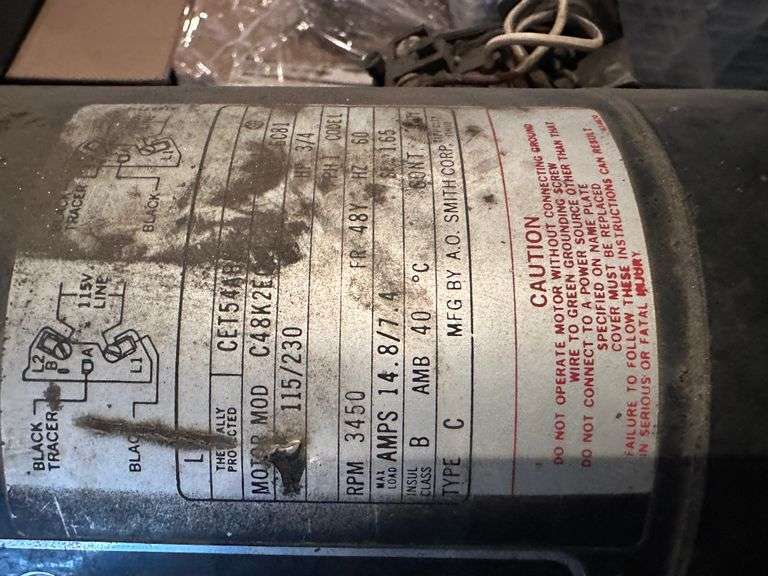 BLACK
TRACER
BLACK
BLACK
TRACER
L2
B
A
L1
115V
LINE
L
THERMALLY
PROTECTED
MOTOR MOD C48K2E
115/230
HP 3/4
RPM 3450 FR 48Y HZ 60
MAX
LOAD AMPS 14.8/7.4 1.65
INSUL
CLASS B AMB 40 °C CONT
TYPE C MFG BY A.O. SMITH CORP.
CAUTION
DO NOT OPERATE MOTOR WITHOUT CONNECTING GROUND
WIRE TO GREEN GROUNDING SCREW
DO NOT CONNECT TO A POWER SOURCE OTHER THAN THAT
SPECIFIED ON NAME PLATE
COVER MUST BE REPLACED
FAILURE TO FOLLOW THESE INSTRUCTIONS CAN RESULT
IN SERIOUS OR FATAL INJURY